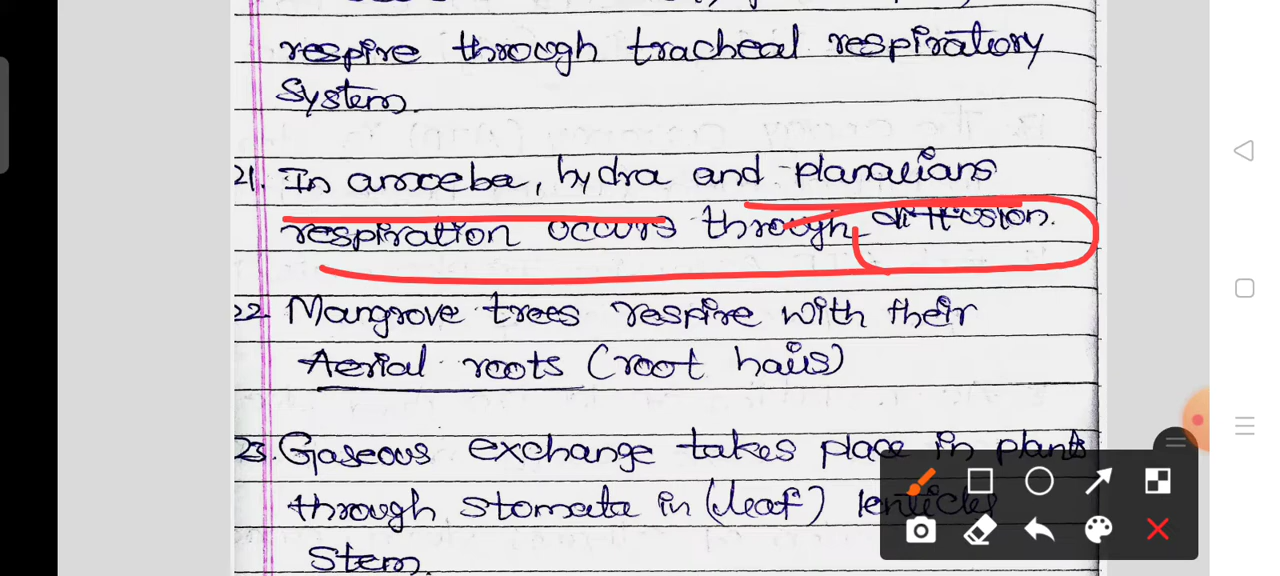 respire through tracheal respiratory
System.
21. In amoeba, hydra and planarians
respiration occurs through diffusion.
22 Mangrove trees respire with their
Aerial roots (root hairs)
23. Gaseous exchange takes place in plants
through stomata in (leaf) lenticles
Stem.